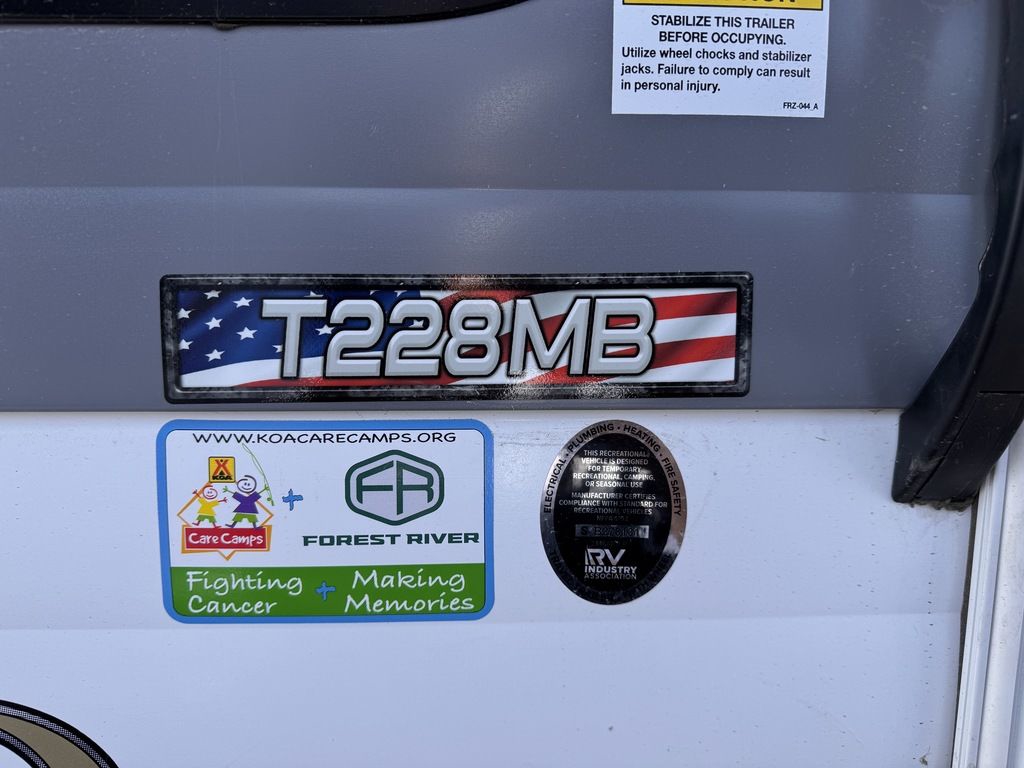 STABILIZE THIS TRAILER
BEFORE OCCUPYING.
Utilize wheel chocks and stabilizer
jacks. Failure to comply can result
in personal injury.
FRZ-044_A
T228MB
WWW.KOACARECAMPS.ORG
KOA
Care Camps
+
FR
FOREST RIVER
Fighting
Cancer
+
Making
Memories
ELECTRICAL • PLUMBING • HEATING • FIRE SAFETY
THIS RECREATIONAL
VEHICLE IS DESIGNED
FOR TEMPORARY
RECREATIONAL, CAMPING,
OR SEASONAL USE
MANUFACTURER CERTIFIES
COMPLIANCE WITH STANDARD FOR
RECREATIONAL VEHICLES
RV
INDUSTRY
ASSOCIATION